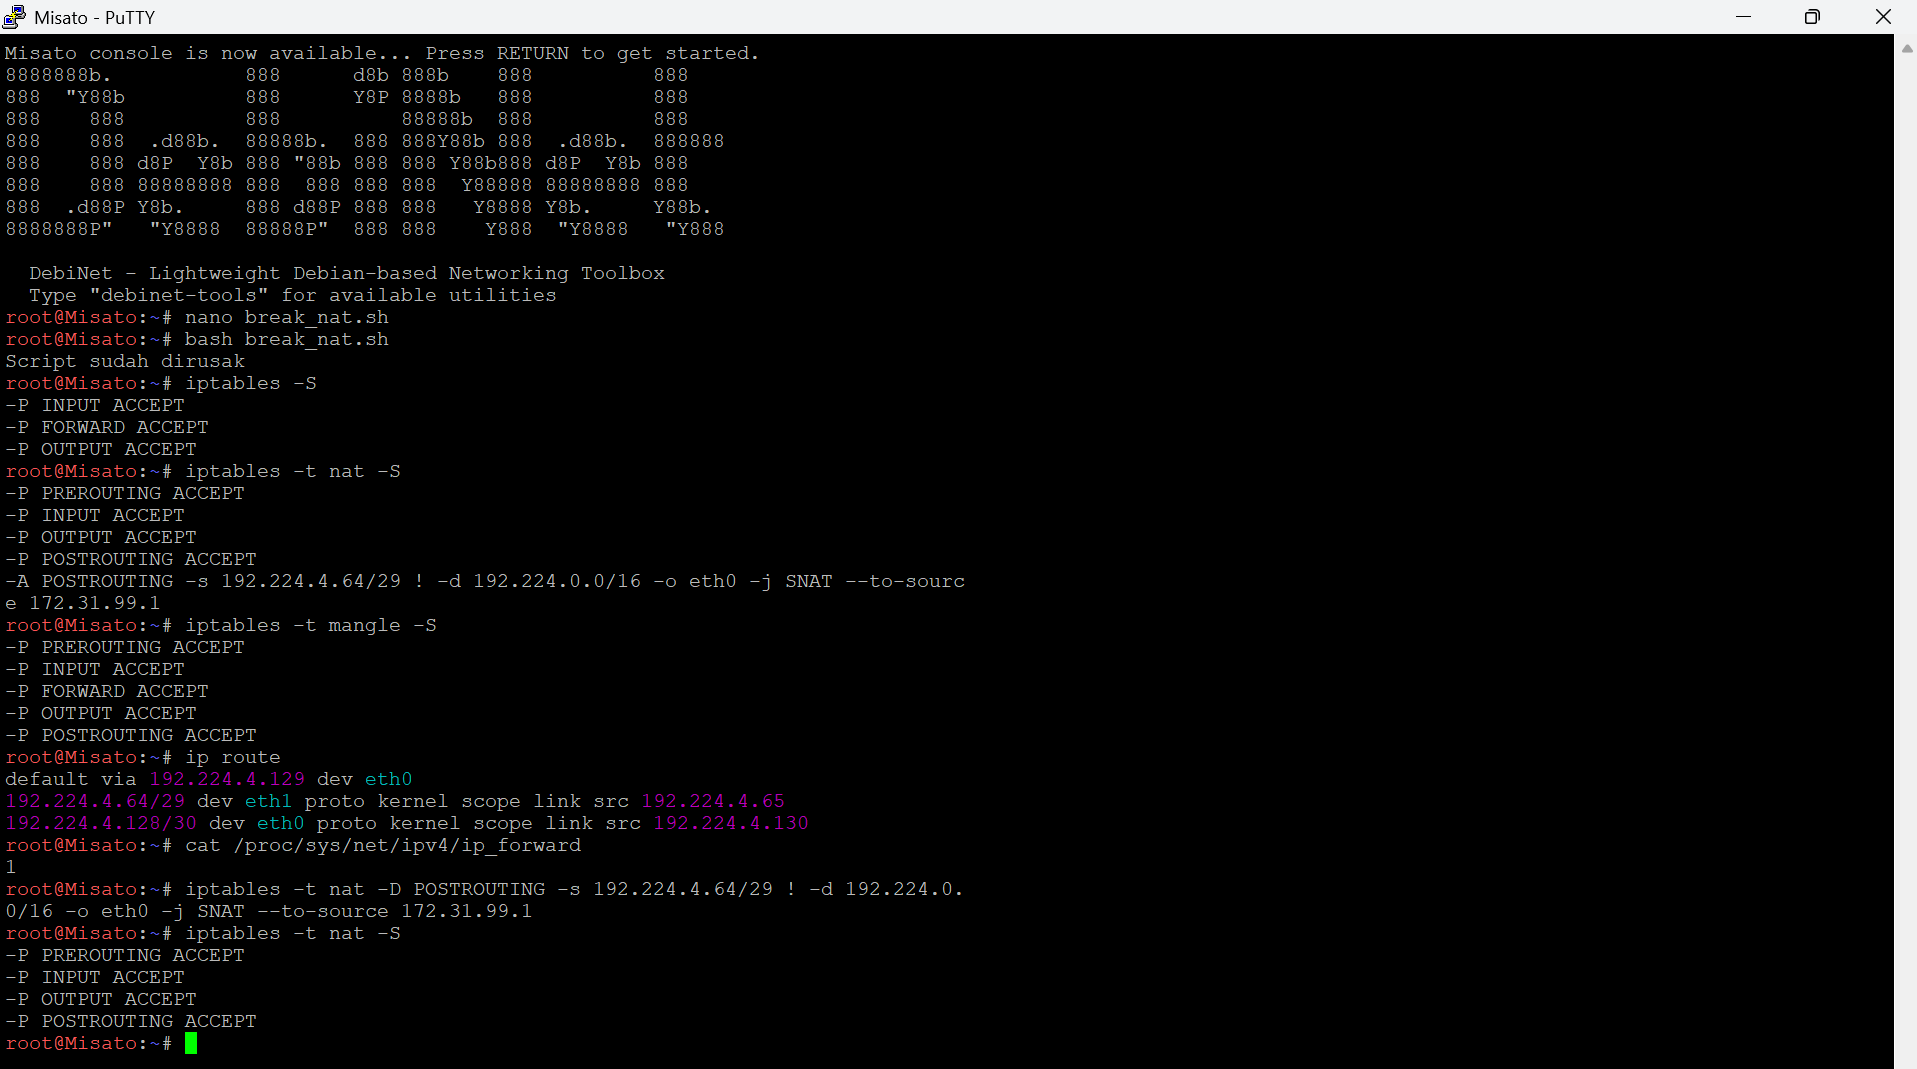 Misato - PuTTY
Misato console is now available... Press RETURN to get started.
8888888b.           888      d8b 888b    888          888
888  "Y88b          888      Y8P 8888b   888          888
888    888          888          88888b  888          888
888    888  .d88b.  88888b.  888 888Y88b 888  .d88b.  888888
888    888 d8P  Y8b 888 "88b 888 888 Y88b888 d8P  Y8b 888
888    888 88888888 888  888 888 888  Y88888 88888888 888
888  .d88P Y8b.     888 d88P 888 888   Y8888 Y8b.     Y88b.
8888888P"   "Y8888  88888P"  888 888    Y888  "Y8888   "Y888
DebiNet - Lightweight Debian-based Networking Toolbox
Type "debinet-tools" for available utilities
root@Misato:~# nano break_nat.sh
root@Misato:~# bash break_nat.sh
Script sudah dirusak
root@Misato:~# iptables -S
-P INPUT ACCEPT
-P FORWARD ACCEPT
-P OUTPUT ACCEPT
root@Misato:~# iptables -t nat -S
-P PREROUTING ACCEPT
-P INPUT ACCEPT
-P OUTPUT ACCEPT
-P POSTROUTING ACCEPT
-A POSTROUTING -s 192.224.4.64/29 ! -d 192.224.0.0/16 -o eth0 -j SNAT --to-sourc
e 172.31.99.1
root@Misato:~# iptables -t mangle -S
-P PREROUTING ACCEPT
-P INPUT ACCEPT
-P FORWARD ACCEPT
-P OUTPUT ACCEPT
-P POSTROUTING ACCEPT
root@Misato:~# ip route
default via 192.224.4.129 dev eth0
192.224.4.64/29 dev eth1 proto kernel scope link src 192.224.4.65
192.224.4.128/30 dev eth0 proto kernel scope link src 192.224.4.130
root@Misato:~# cat /proc/sys/net/ipv4/ip_forward
1
root@Misato:~# iptables -t nat -D POSTROUTING -s 192.224.4.64/29 ! -d 192.224.0.
0/16 -o eth0 -j SNAT --to-source 172.31.99.1
root@Misato:~# iptables -t nat -S
-P PREROUTING ACCEPT
-P INPUT ACCEPT
-P OUTPUT ACCEPT
-P POSTROUTING ACCEPT
root@Misato:~#